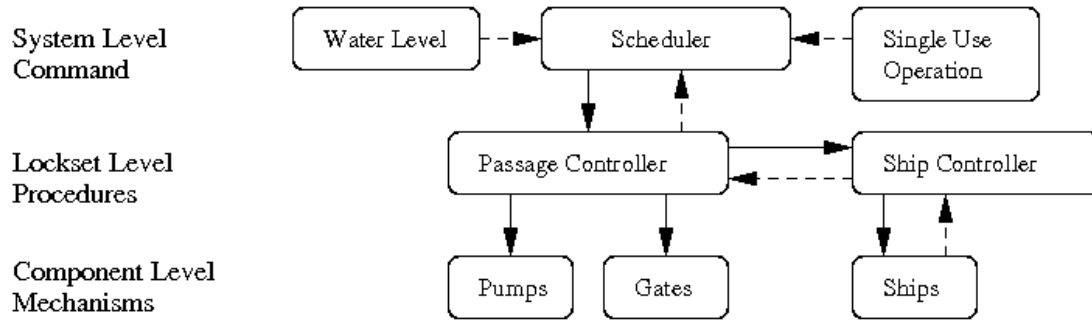 System Level
Command
Water Level
Scheduler
Single Use
Operation
Lockset Level
Procedures
Passage Controller
Ship Controller
Component Level
Mechanisms
Pumps
Gates
Ships